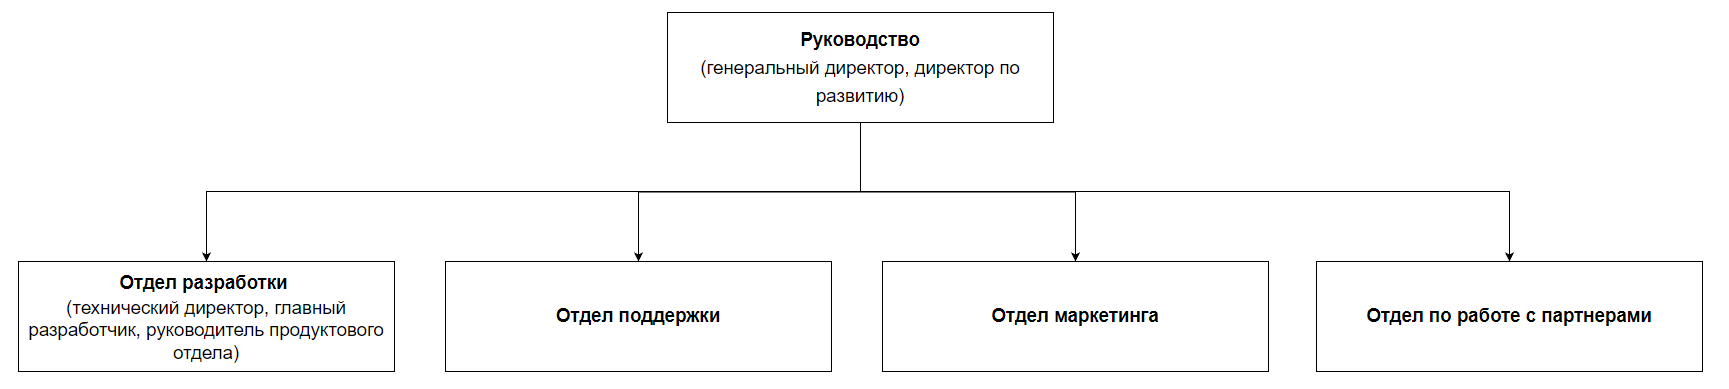 Руководство
(генеральный директор, директор по
развитию)
Отдел разработки
(технический директор, главный
разработчик, руководитель продуктового
отдела)
Отдел поддержки
Отдел маркетинга
Отдел по работе с партнерами